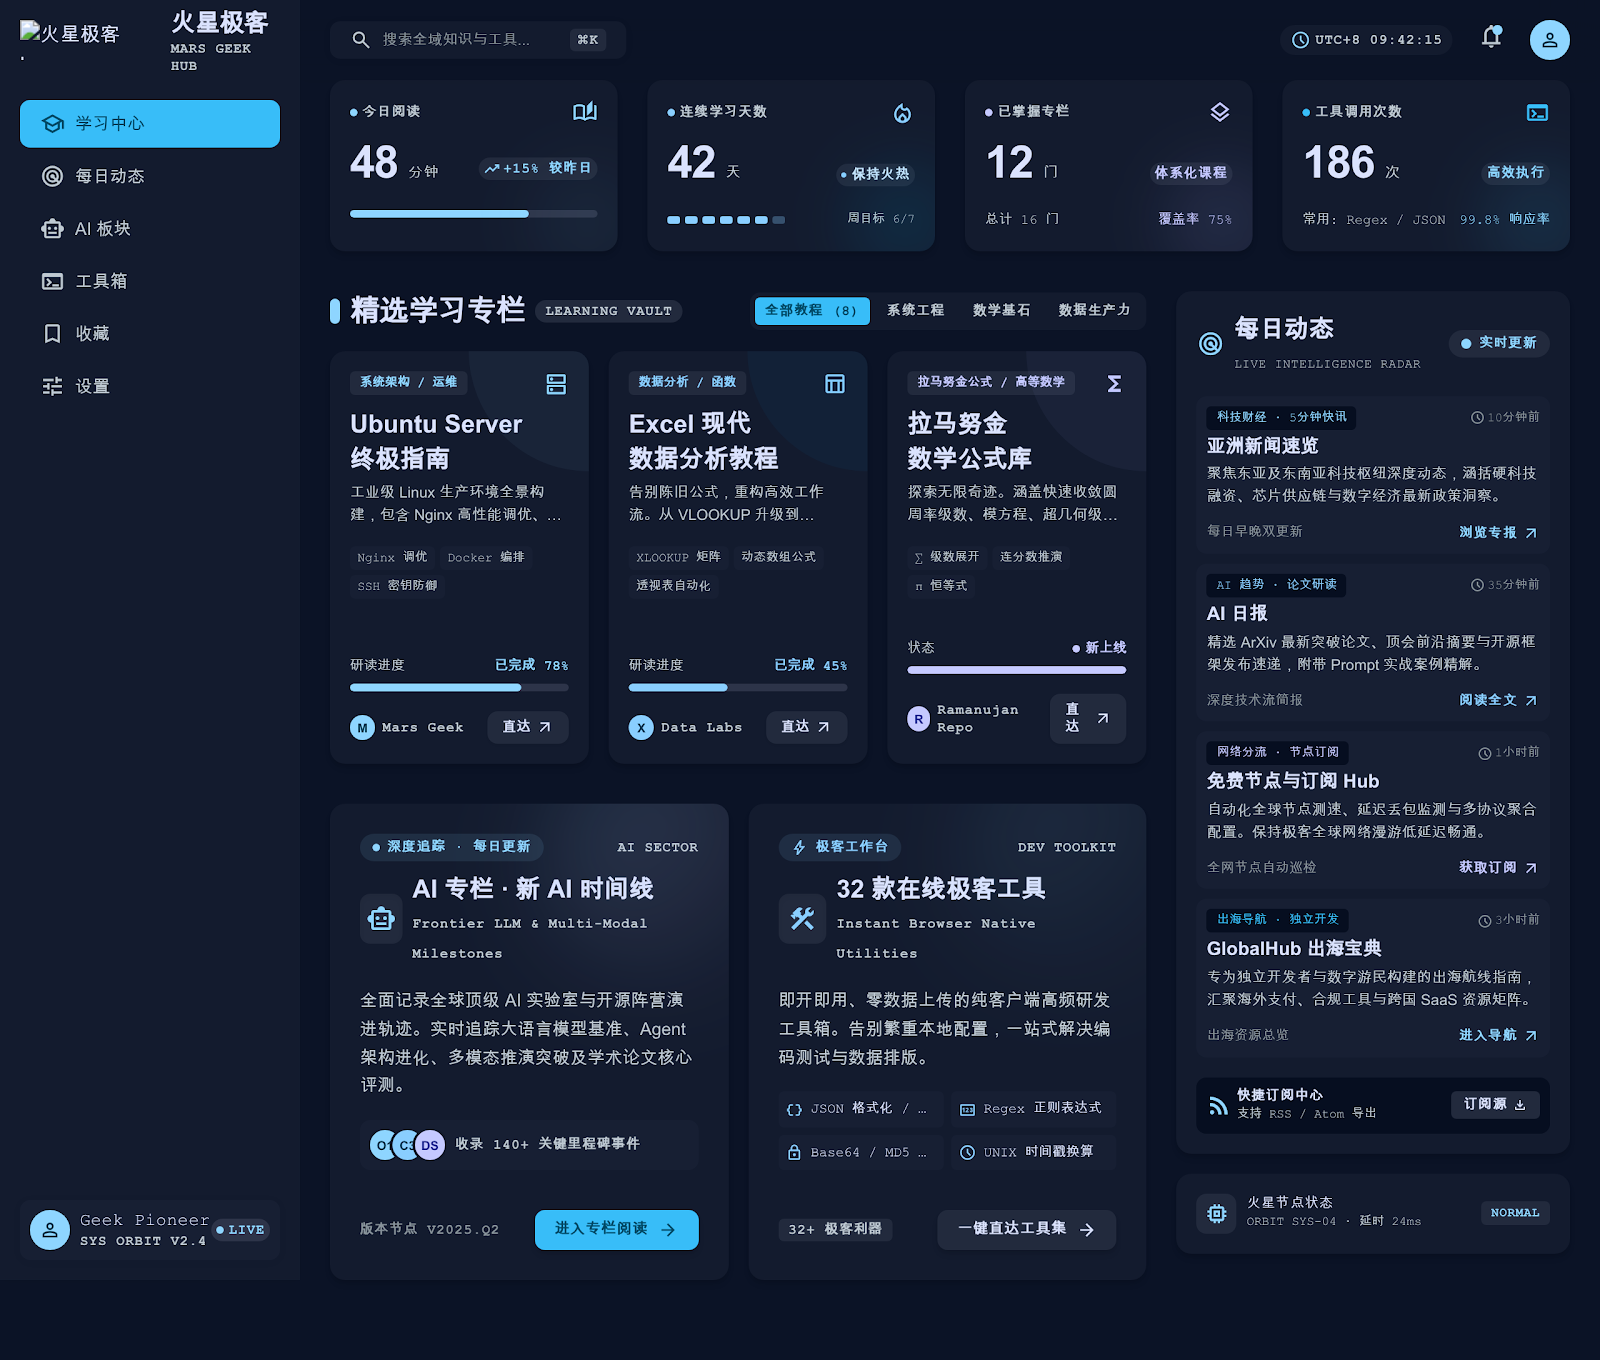 火星极客
.
火星极客
MARS GEEK
HUB
学习中心
每日动态
AI 板块
工具箱
收藏
设置
Geek Pioneer
SYS ORBIT V2.4
LIVE
搜索全域知识与工具...
⌘K
UTC+8 09:42:15
今日阅读
48 分钟
+15% 较昨日
连续学习天数
42 天
保持火热
周目标 6/7
已掌握专栏
12 门
体系化课程
总计 16 门
覆盖率 75%
工具调用次数
186 次
高效执行
常用: Regex / JSON
99.8% 响应率
精选学习专栏
LEARNING VAULT
全部教程 (8)
系统工程
数学基石
数据生产力
系统架构 / 运维
Ubuntu Server
终极指南
工业级 Linux 生产环境全景构
建，包含 Nginx 高性能调优、...
Nginx 调优
Docker 编排
SSH 密钥防御
研读进度
已完成 78%
M
Mars Geek
直达
数据分析 / 函数
Excel 现代
数据分析教程
告别陈旧公式，重构高效工作
流。从 VLOOKUP 升级到...
XLOOKUP 矩阵
动态数组公式
透视表自动化
研读进度
已完成 45%
X
Data Labs
直达
拉马努金公式 / 高等数学
拉马努金
数学公式库
探索无限奇迹。涵盖快速收敛圆
周率级数、模方程、超几何级...
∑ 级数展开
连分数推演
π 恒等式
状态
新上线
R
Ramanujan
Repo
直
达
深度追踪 · 每日更新
AI SECTOR
AI 专栏 · 新 AI 时间线
Frontier LLM & Multi-Modal
Milestones
全面记录全球顶级 AI 实验室与开源阵营演
进轨迹。实时追踪大语言模型基准、Agent
架构进化、多模态推演突破及学术论文核心
评测。
C3
DS
收录 140+ 关键里程碑事件
版本节点 V2025.Q2
进入专栏阅读
极客工作台
DEV TOOLKIT
32 款在线极客工具
Instant Browser Native
Utilities
即开即用、零数据上传的纯客户端高频研发
工具箱。告别繁重本地配置，一站式解决编
码测试与数据排版。
JSON 格式化 / …
Regex 正则表达式
Base64 / MD5 …
UNIX 时间戳换算
32+ 极客利器
一键直达工具集
每日动态
LIVE INTELLIGENCE RADAR
实时更新
科技财经 · 5分钟快讯
10分钟前
亚洲新闻速览
聚焦东亚及东南亚科技枢纽深度动态，涵括硬科技
融资、芯片供应链与数字经济最新政策洞察。
每日早晚双更新
浏览专报
AI 趋势 · 论文研读
35分钟前
AI 日报
精选 ArXiv 最新突破论文、顶会前沿摘要与开源框
架发布速递，附带 Prompt 实战案例精解。
深度技术流简报
阅读全文
网络分流 · 节点订阅
1小时前
免费节点与订阅 Hub
自动化全球节点测速、延迟丢包监测与多协议聚合
配置。保持极客全球网络漫游低延迟畅通。
全网节点自动巡检
获取订阅
出海导航 · 独立开发
3小时前
GlobalHub 出海宝典
专为独立开发者与数字游民构建的出海航线指南，
汇聚海外支付、合规工具与跨国 SaaS 资源矩阵。
出海资源总览
进入导航
快捷订阅中心
支持 RSS / Atom 导出
订阅源
火星节点状态
ORBIT SYS-04 · 延时 24ms
NORMAL